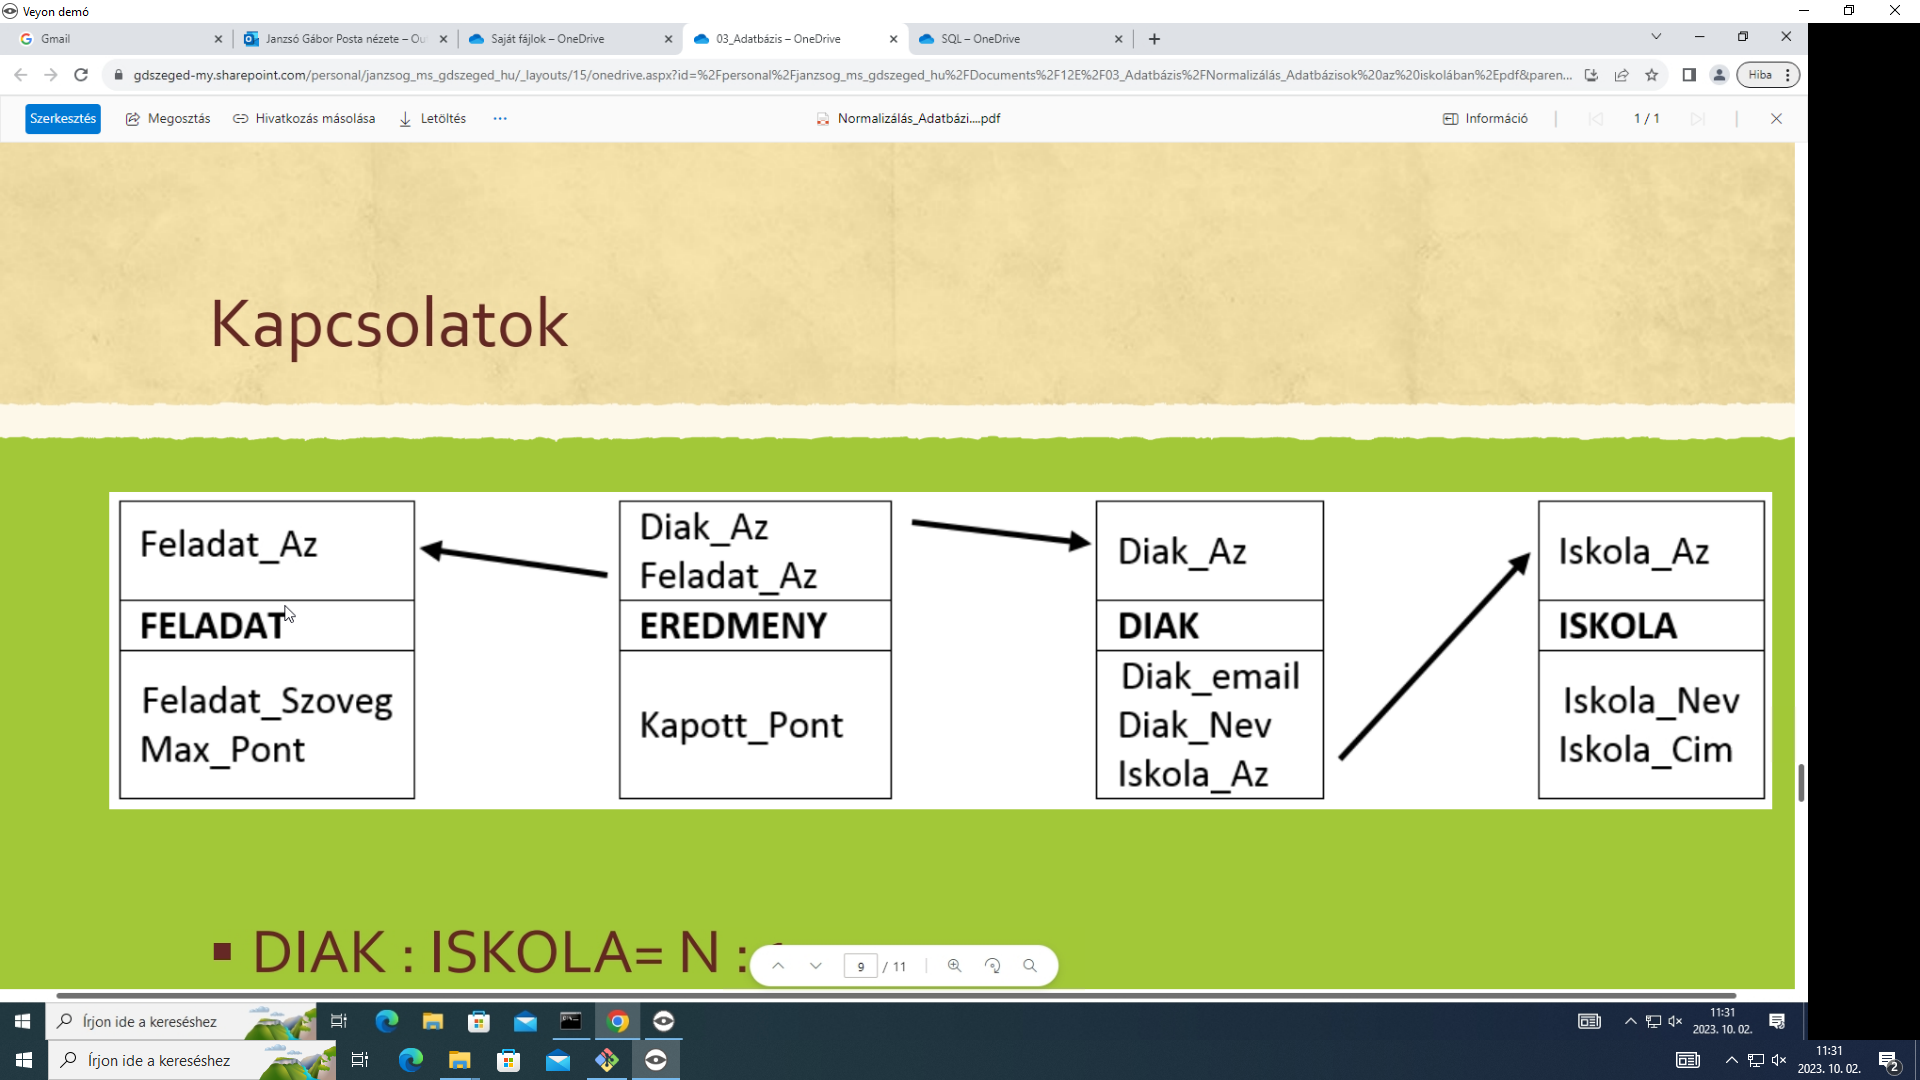 Veyon demó
Gmail
Janzsó Gábor Posta nézete – Ou
Saját fájlok – OneDrive
03_Adatbázis – OneDrive
SQL – OneDrive
gdszeged-my.sharepoint.com/personal/janzsog_ms_gdszeged_hu/_layouts/15/onedrive.aspx?id=%2Fpersonal%2Fjanzsog_ms_gdszeged_hu%2FDocuments%2F12E%2F03_Adatbázis%2FNormalizálás_Adatbázisok%20az%20iskolában%2Epdf&paren...
Hiba
Szerkesztés
Megosztás
Hivatkozás másolása
Letöltés
Normalizálás_Adatbázi....pdf
Információ
1 / 1
Kapcsolatok
Feladat_Az
FELADAT
Feladat_Szoveg
Max_Pont
Diak_Az
Feladat_Az
EREDMENY
Kapott_Pont
Diak_Az
DIAK
Diak_email
Diak_Nev
Iskola_Az
Iskola_Az
ISKOLA
Iskola_Nev
Iskola_Cim
DIAK : ISKOLA= N :
9 / 11
Írjon ide a kereséshez
11:31
2023. 10. 02.
Írjon ide a kereséshez
11:31
2023. 10. 02.
2